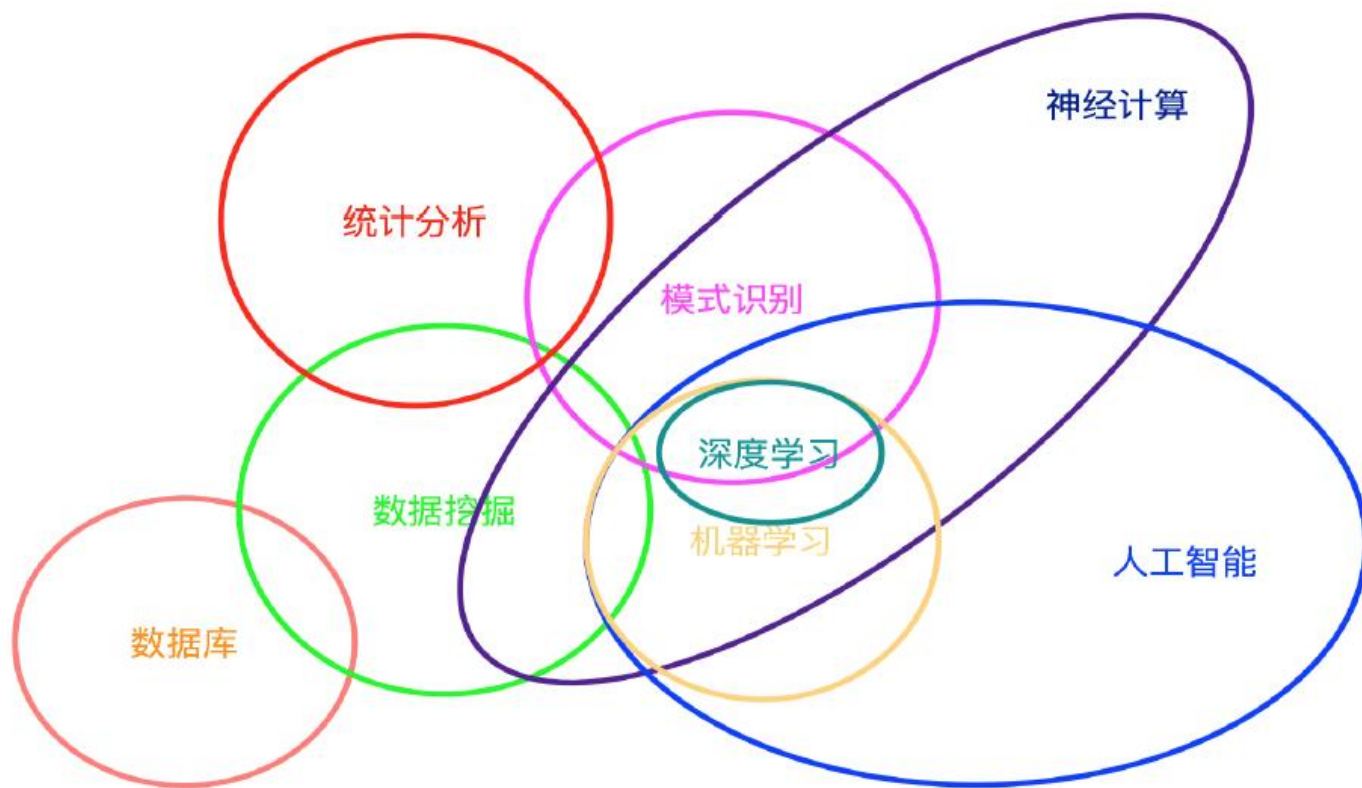 神经计算
统计分析
模式识别
深度学习
数据挖掘
机器学习
人工智能
数据库